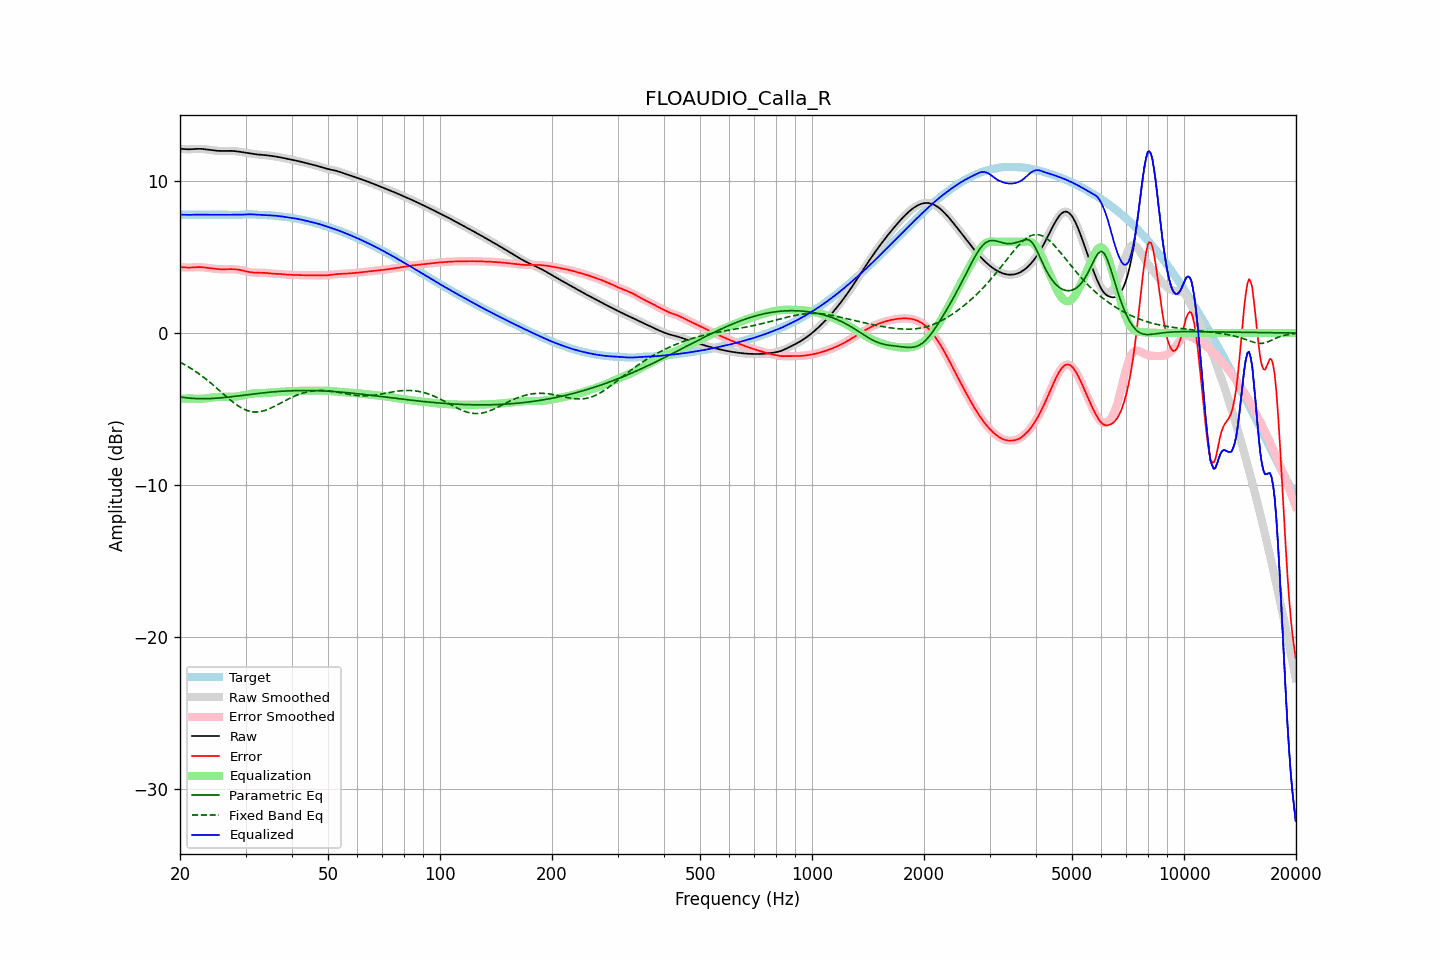 FLOAUDIO_Calla_R
Amplitude (dBr)
10
0
−10
−20
−30
Target
Raw Smoothed
Error Smoothed
Raw
Error
Equalization
Parametric Eq
Fixed Band Eq
Equalized
20 50 100 200 500 1000 2000 5000 10000 20000
Frequency (Hz)